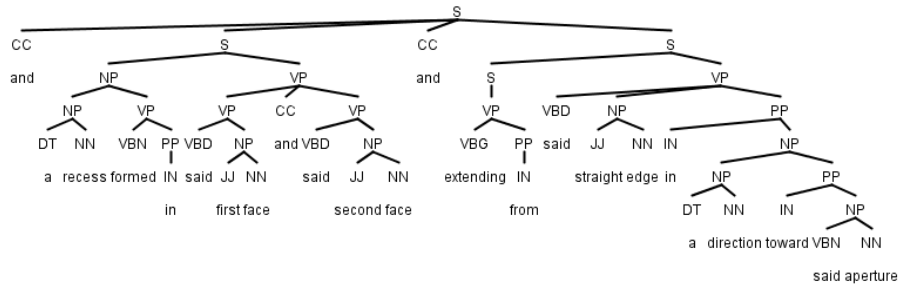 S
CC S CC S
and NP VP and S VP
NP VP VP CC VP VP VBD NP PP
DT NN VBN PP VBD NP and VBD NP VBG PP said JJ NN IN NP
a recess formed IN said JJ NN said JJ NN extending IN straight edge in NP PP
in first face second face from DT NN IN NP
a direction toward VBN NN
said aperture